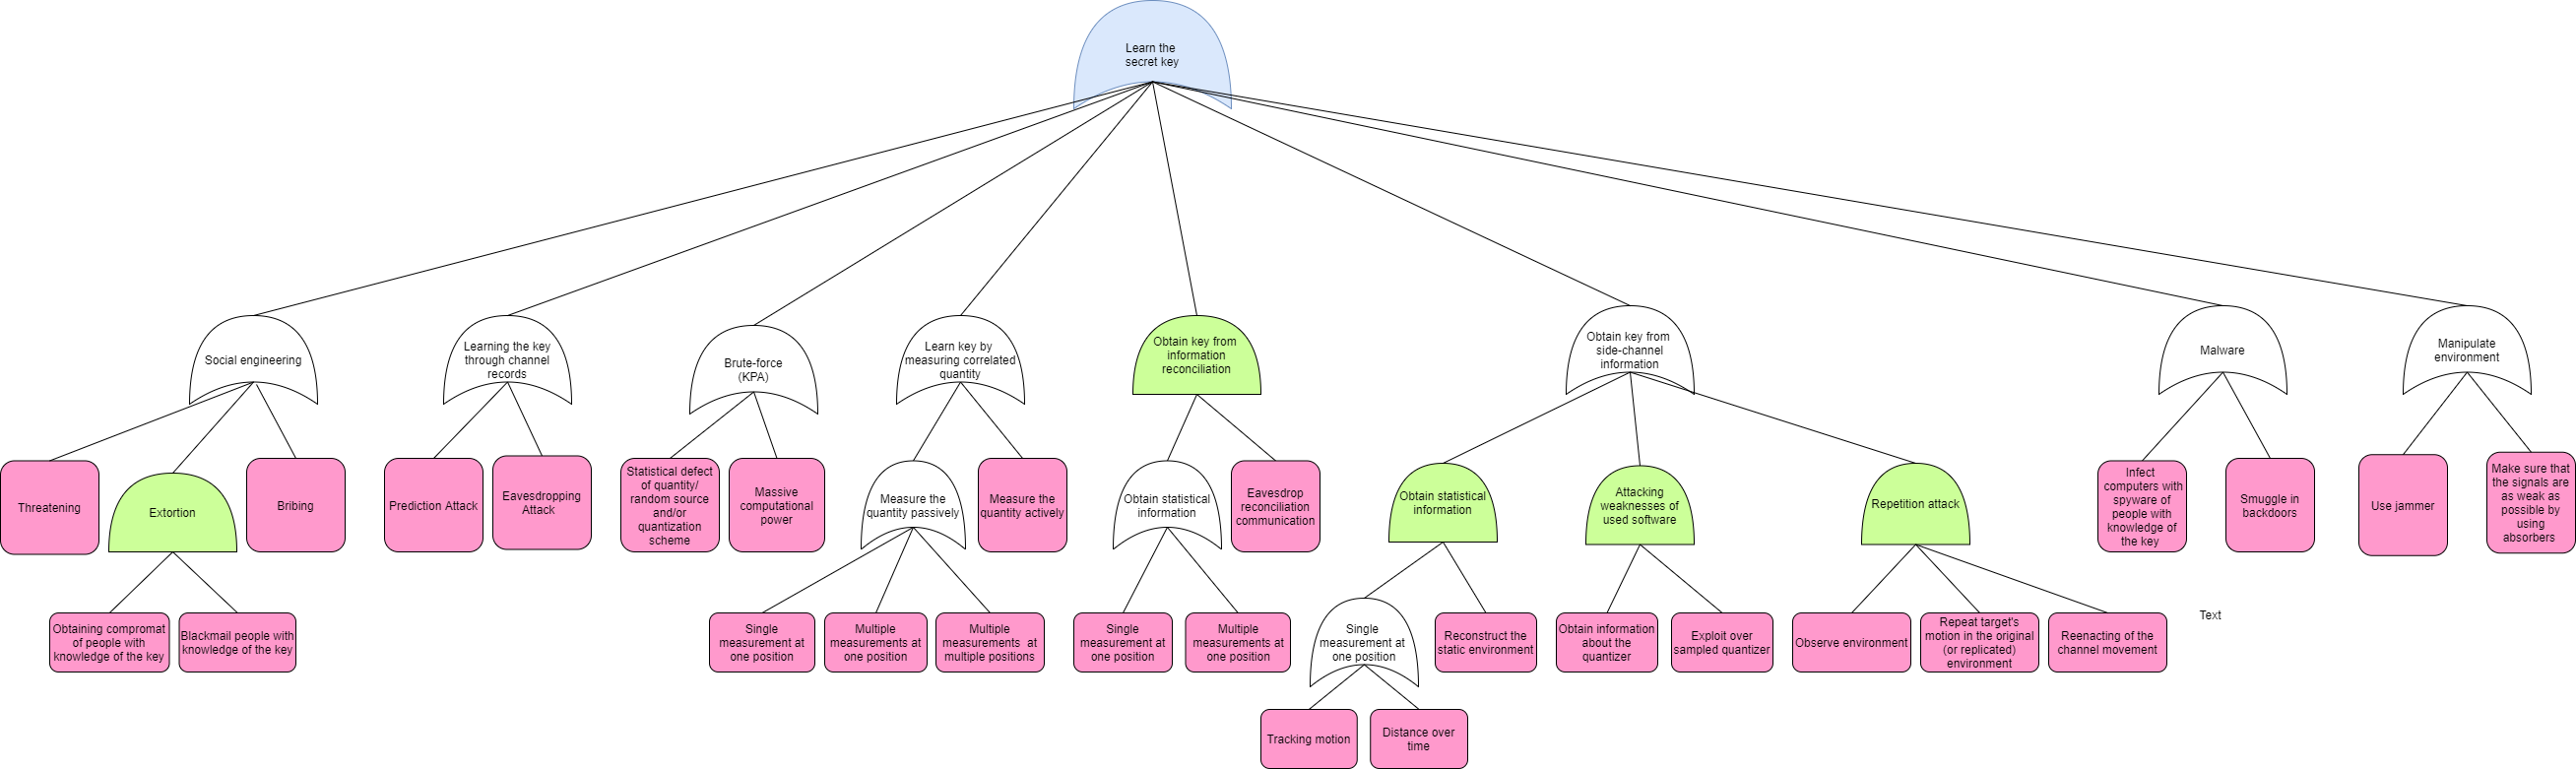 Learn the
secret key
Social engineering
Learning the key
through channel
records
Brute-force
(KPA)
Learn key by
measuring correlated
quantity
Obtain key from
information
reconciliation
Obtain key from
side-channel
information
Malware
Manipulate
environment
Threatening
Extortion
Bribing
Prediction Attack
Eavesdropping
Attack
Statistical defect
of quantity/
random source
and/or
quantization
scheme
Massive
computational
power
Measure the
quantity passively
Measure the
quantity actively
Obtain statistical
information
Eavesdrop
reconciliation
communication
Obtain statistical
information
Attacking
weaknesses of
used software
Repetition attack
Infect
computers with
spyware of
people with
knowledge of
the key
Smuggle in
backdoors
Use jammer
Make sure that
the signals are
as weak as
possible by
using
absorbers
Obtaining compromat
of people with
knowledge of the key
Blackmail people with
knowledge of the key
Single
measurement at
one position
Multiple
measurements at
one position
Multiple
measurements at
multiple positions
Single
measurement at
one position
Multiple
measurements at
one position
Single
measurement at
one position
Reconstruct the
static environment
Obtain information
about the
quantizer
Exploit over
sampled quantizer
Observe environment
Repeat target's
motion in the original
(or replicated)
environment
Reenacting of the
channel movement
Text
Tracking motion
Distance over
time